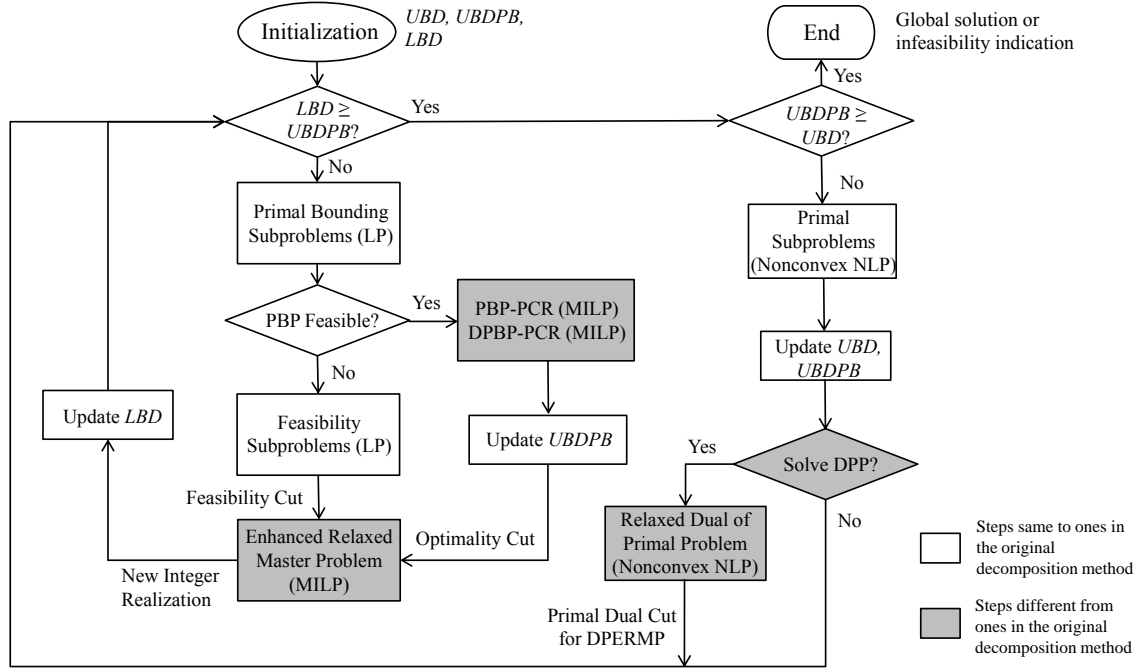 Initialization
UBD, UBDPB,
LBD
End
Global solution or
infeasibility indication
Yes
LBD ≥
UBDPB?
Yes
UBDPB ≥
UBD?
No
No
Primal Bounding
Subproblems (LP)
Primal
Subproblems
(Nonconvex NLP)
PBP Feasible?
Yes
PBP-PCR (MILP)
DPBP-PCR (MILP)
Update UBD,
UBDPB
No
Update LBD
Feasibility
Subproblems (LP)
Update UBDPB
Yes
Solve DPP?
Feasibility Cut
No
Enhanced Relaxed
Master Problem
(MILP)
Optimality Cut
Relaxed Dual of
Primal Problem
(Nonconvex NLP)
New Integer
Realization
Primal Dual Cut
for DPERMP
Steps same to ones in
the original
decomposition method
Steps different from
ones in the original
decomposition method